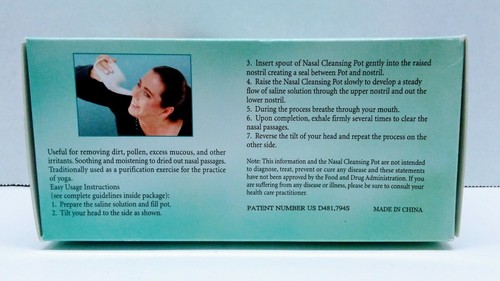 Useful for removing dirt, pollen, excess mucous, and other
irritants. Soothing and moistening to dried out nasal passages.
Traditionally used as a purification exercise for the practice
of yoga.
Easy Usage Instructions
(see complete guidelines inside package):
1. Prepare the saline solution and fill pot.
2. Tilt your head to the side as shown.
3. Insert spout of Nasal Cleansing Pot gently into the raised
nostril creating a seal between Pot and nostril.
4. Raise the Nasal Cleansing Pot slowly to develop a steady
flow of saline solution through the upper nostril and out the
lower nostril.
5. During the process breathe through your mouth.
6. Upon completion, exhale firmly several times to clear the
nasal passages.
7. Reverse the tilt of your head and repeat the process on the
other side.
Note: This information and the Nasal Cleansing Pot are not intended
to diagnose, treat, prevent or cure any disease and these statements
have not been approved by the Food and Drug Administration. If you
are suffering from any disease or illness, please be sure to consult your
health care practitioner.
PATENT NUMBER US D481,794S MADE IN CHINA